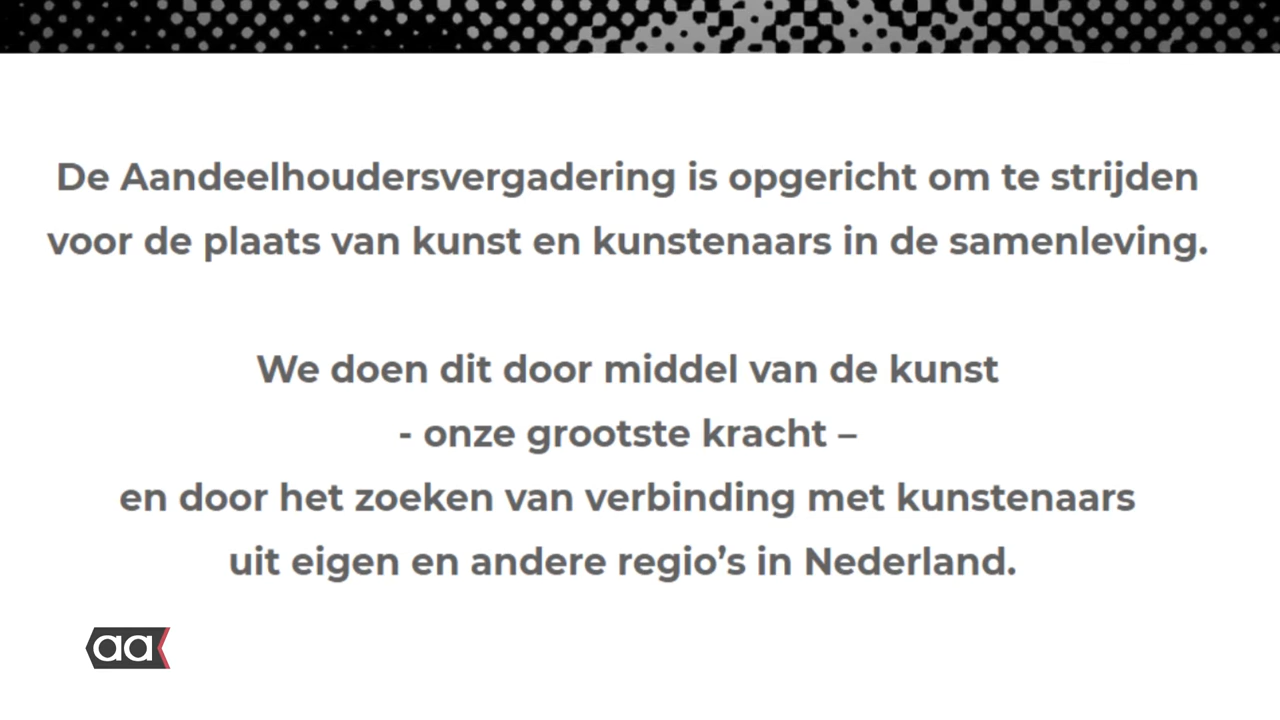 De Aandeelhoudersvergadering is opgericht om te strijden
voor de plaats van kunst en kunstenaars in de samenleving.
We doen dit door middel van de kunst
- onze grootste kracht –
en door het zoeken van verbinding met kunstenaars
uit eigen en andere regio’s in Nederland.
aa